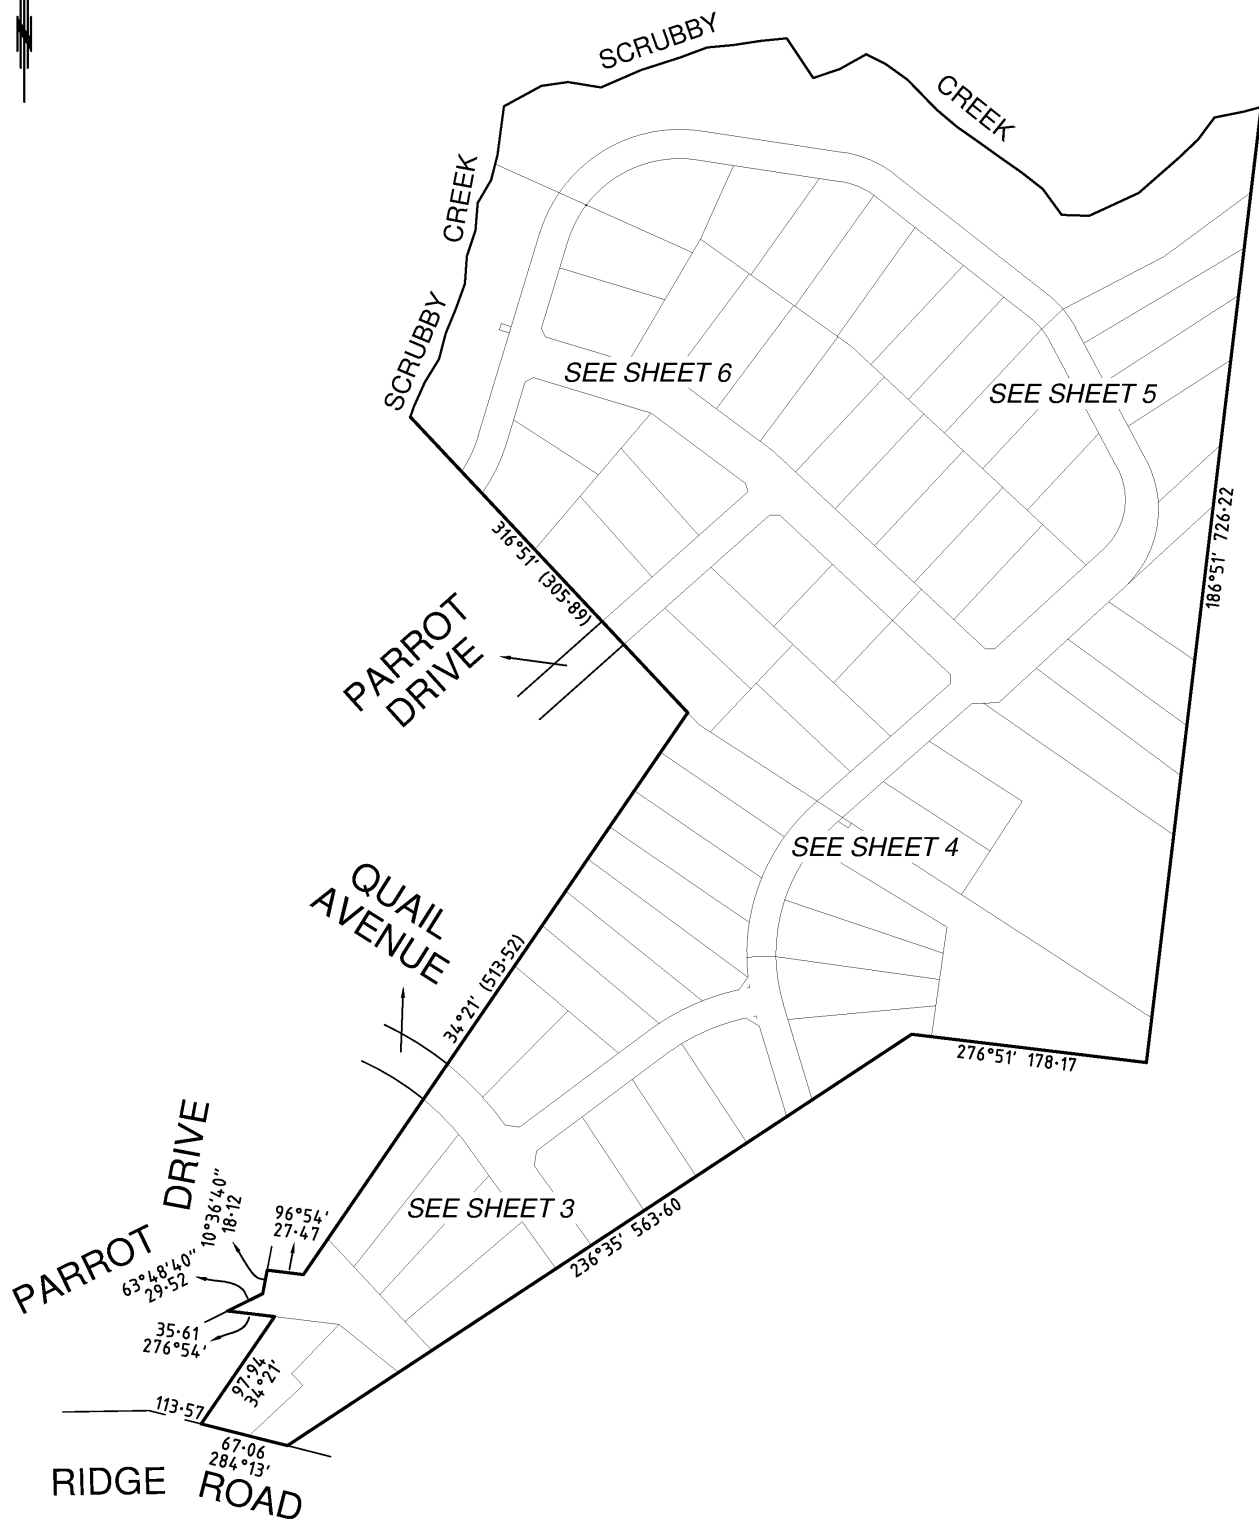 N
SCRUBBY
CREEK
SCRUBBY
CREEK
SEE SHEET 6
SEE SHEET 5
316°51' (305·89)
186°51' 726·22
PARROT
DRIVE
SEE SHEET 4
QUAIL
AVENUE
34°21' (513·52)
276°51' 178·17
PARROT DRIVE
10°36'40"
18·12
96°54'
27·47
SEE SHEET 3
63°48'40"
29·52
236°35' 563·60
35·61
276°54'
97·94
34°21'
113·57
67·06
284°13'
RIDGE ROAD